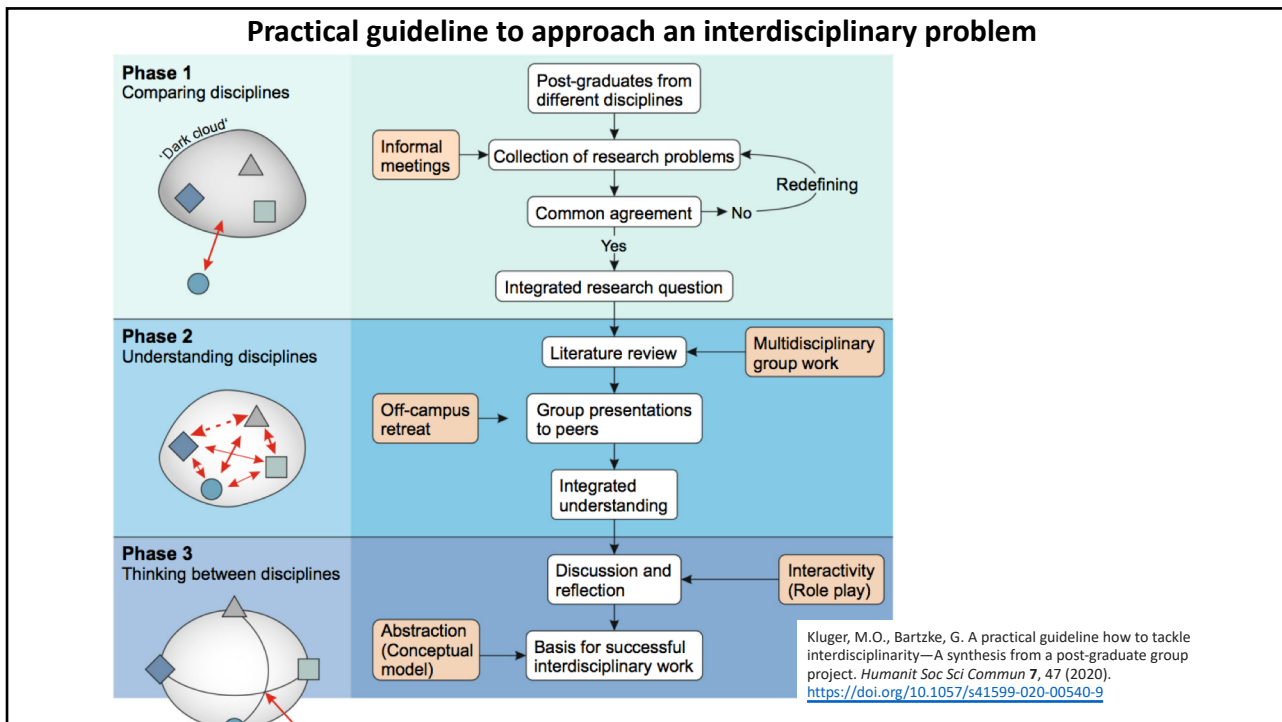 Practical guideline to approach an interdisciplinary problem
Phase 1
Comparing disciplines
'Dark cloud'
Post-graduates from
different disciplines
Informal
meetings
Collection of research problems
Redefining
Common agreement
No
Yes
Integrated research question
Phase 2
Understanding disciplines
Literature review
Multidisciplinary
group work
Off-campus
retreat
Group presentations
to peers
Integrated
understanding
Phase 3
Thinking between disciplines
Discussion and
reflection
Interactivity
(Role play)
Abstraction
(Conceptual
model)
Basis for successful
interdisciplinary work
Kluger, M.O., Bartzke, G. A practical guideline how to tackle
interdisciplinarity—A synthesis from a post-graduate group
project. Humanit Soc Sci Commun 7, 47 (2020).
https://doi.org/10.1057/s41599-020-00540-9